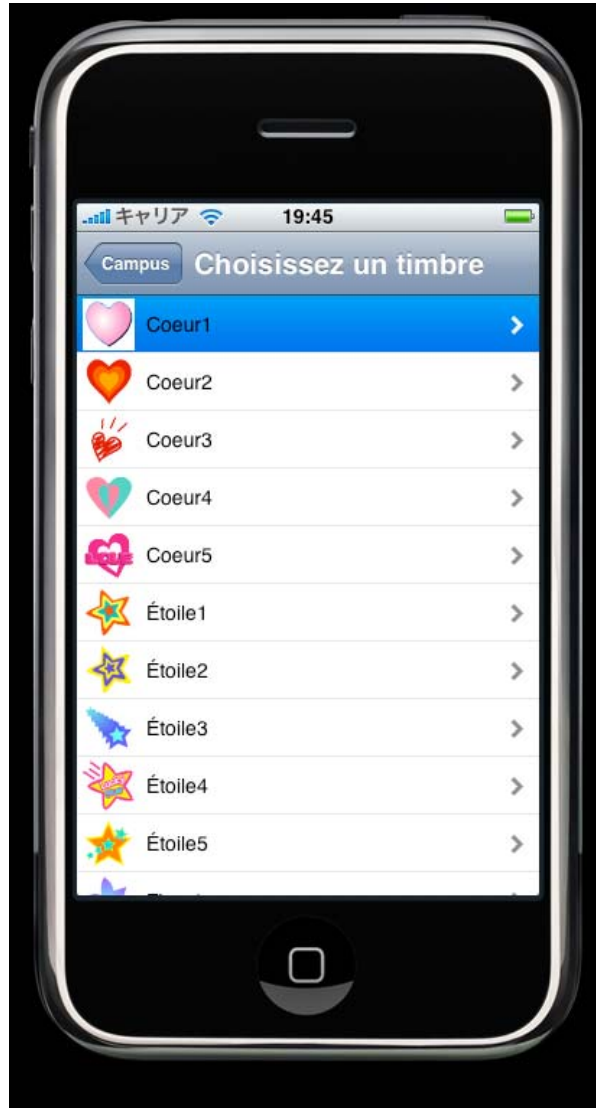 キャリア 19:45
Campus Choisissez un timbre
Coeur1
Coeur2
Coeur3
Coeur4
Coeur5
LOVE
Étoile1
Étoile2
Étoile3
Étoile4
Étoile5